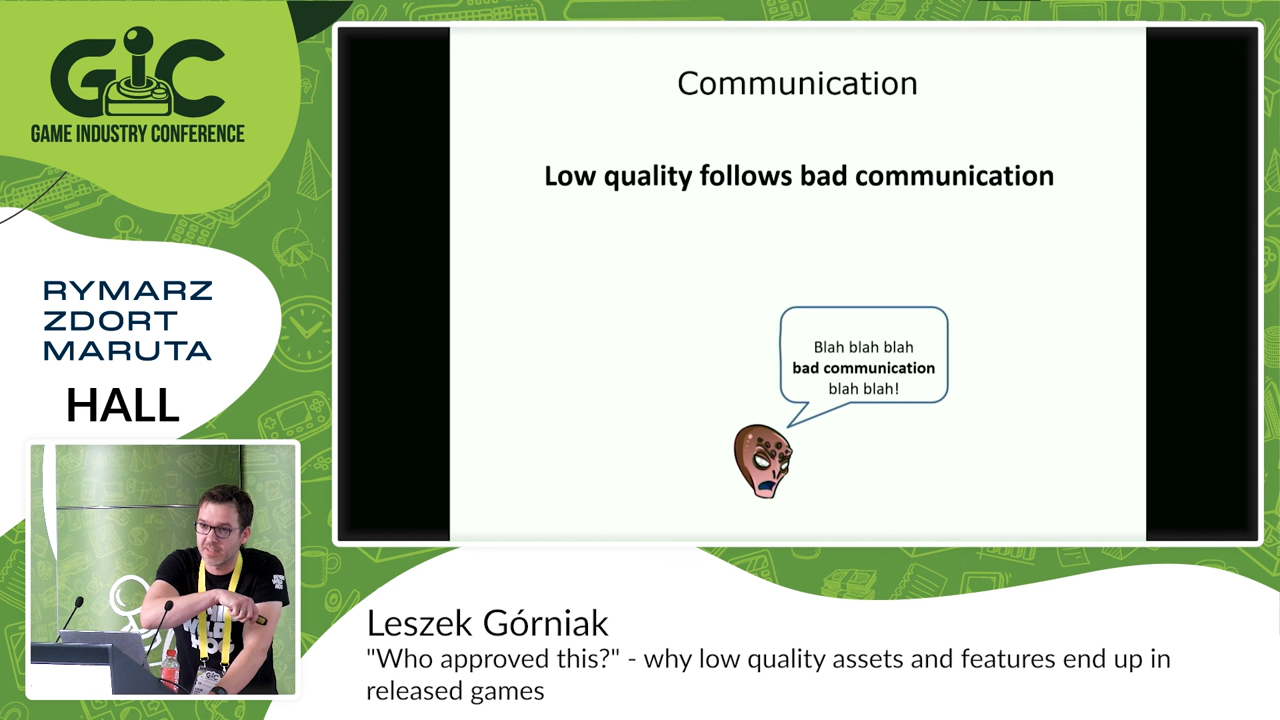 GIC
GAME INDUSTRY CONFERENCE
RYMARZ
ZDORT
MARUTA
HALL
Communication
Low quality follows bad communication
Blah blah blah
bad communication
blah blah!
Leszek Górniak
"Who approved this?" - why low quality assets and features end up in
released games